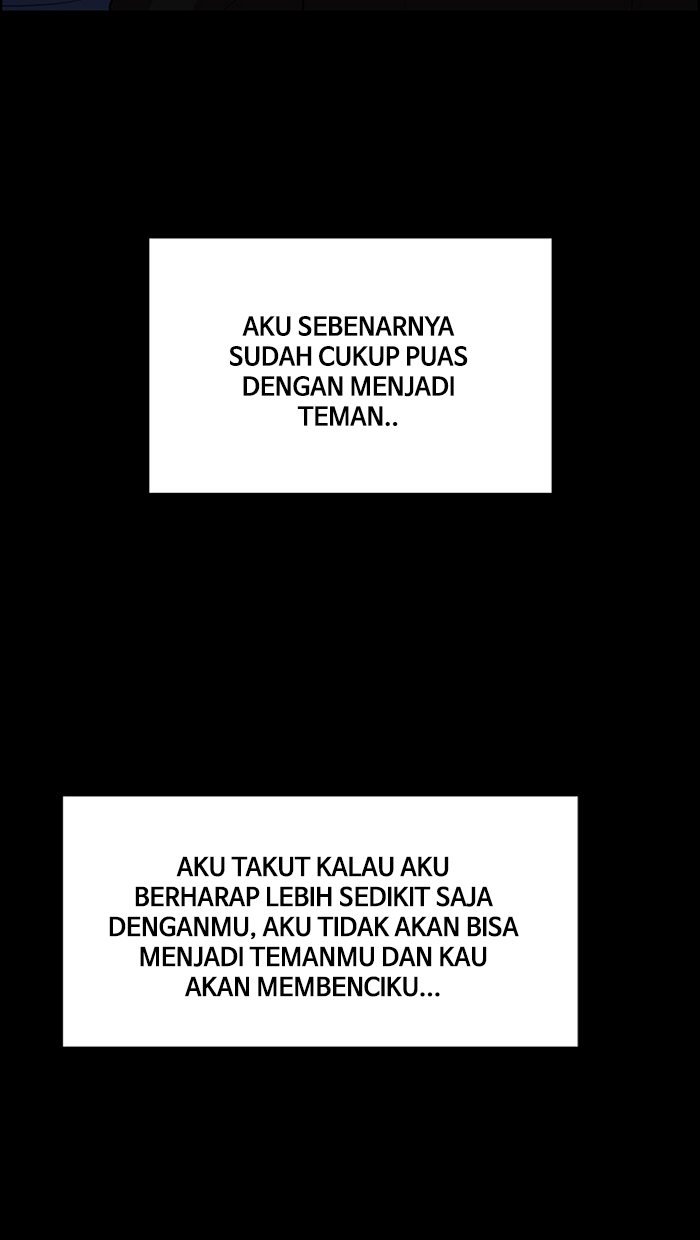 AKU SEBENARNYA
SUDAH CUKUP PUAS
DENGAN MENJADI
TEMAN..
AKU TAKUT KALAU AKU
BERHARAP LEBIH SEDIKIT SAJA
DENGANMU, AKU TIDAK AKAN BISA
MENJADI TEMANMU DAN KAU
AKAN MEMBENCIKU...